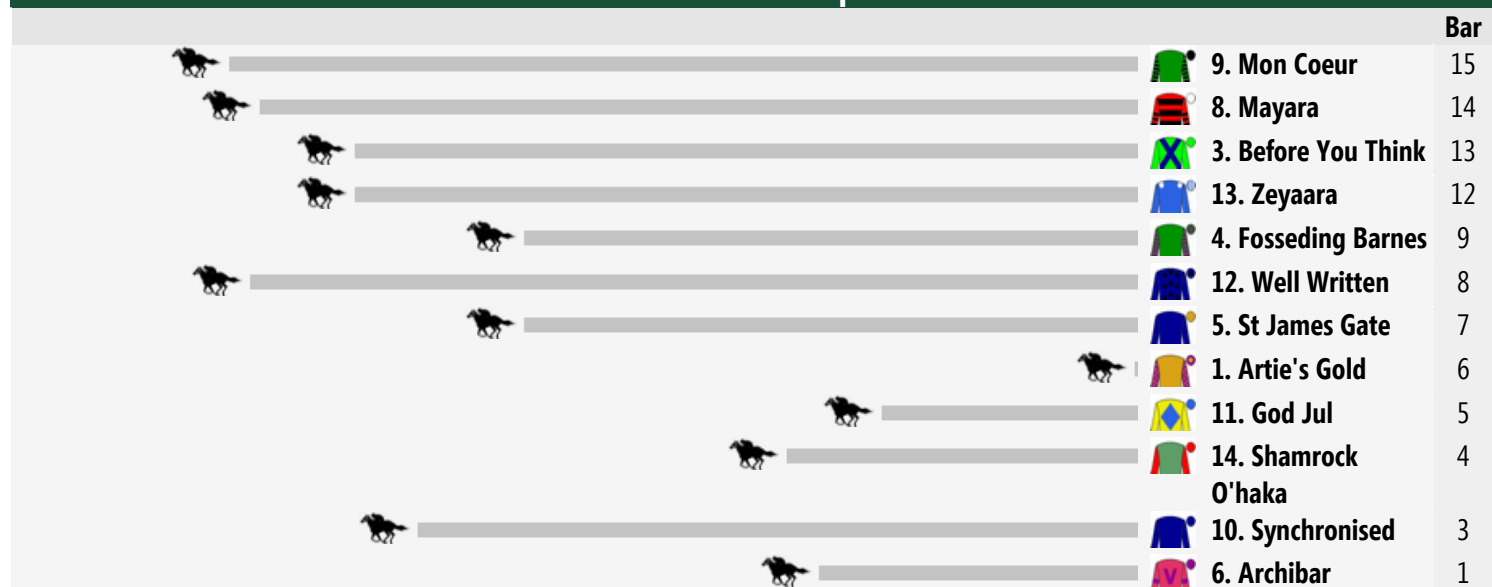 Bar
9. Mon Coeur 15
8. Mayara 14
3. Before You Think 13
13. Zeyaara 12
4. Fosseding Barnes 9
12. Well Written 8
5. St James Gate 7
1. Artie's Gold 6
11. God Jul 5
14. Shamrock 4
O'haka
10. Synchronised 3
V 6. Archibar 1